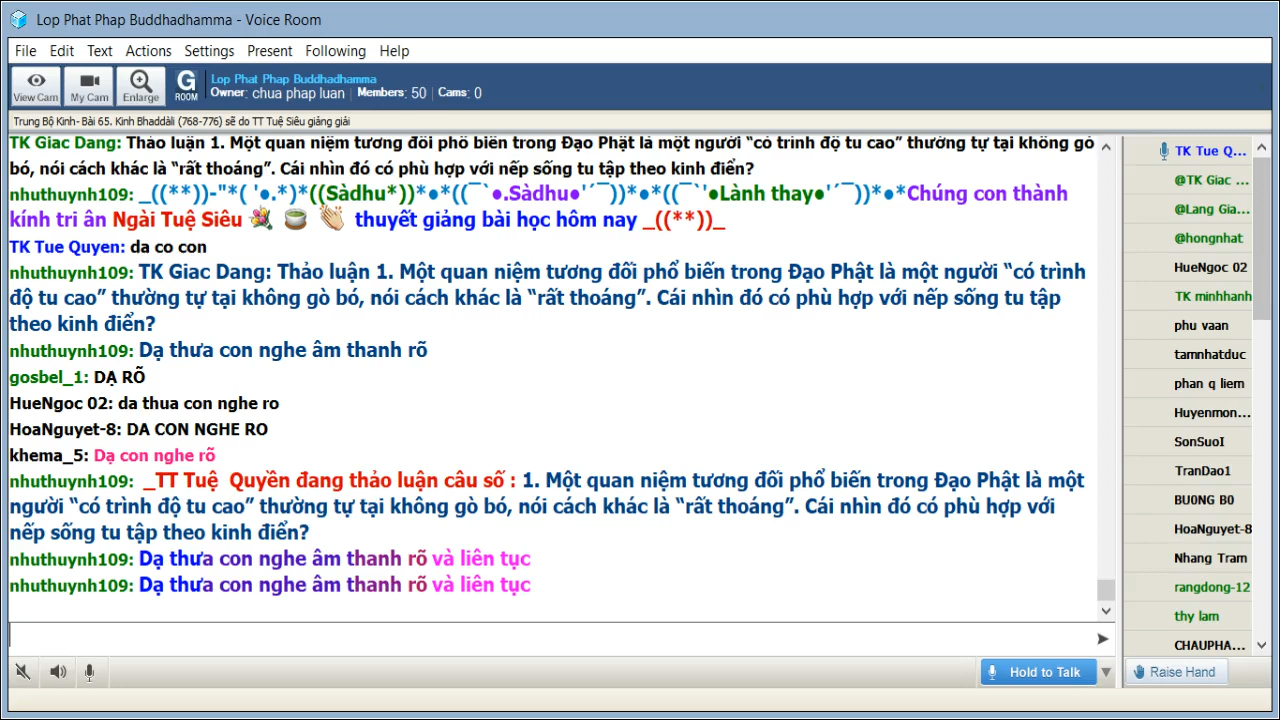 Lop Phat Phap Buddhadhamma - Voice Room
File Edit Text Actions Settings Present Following Help
View Cam My Cam Enlarge G ROOM
Lop Phat Phap Buddhadhamma
Owner: chua phap luan Members: 50 Cams: 0
Trung Bộ Kinh- Bài 65. Kinh Bhaddàli (768-776) sẽ do TT Tuệ Siêu giảng giải
TK Giac Dang: Thảo luận 1. Một quan niệm tương đối phổ biến trong Đạo Phật là một người “có trình độ tu cao” thường tự tại không gò
bó, nói cách khác là “rất thoáng”. Cái nhìn đó có phù hợp với nếp sống tu tập theo kinh điển?
nhuthuynh109: _((**))-"*( '●.*)*((Sàdhu*))*●*((¯`●.Sàdhu●'´¯))*●*((¯`'●Lành thay●'´¯))*●*Chúng con thành
kính tri ân Ngài Tuệ Siêu 💐 🍵 👏 thuyết giảng bài học hôm nay _((**))_
TK Tue Quyen: da co con
nhuthuynh109: TK Giac Dang: Thảo luận 1. Một quan niệm tương đối phổ biến trong Đạo Phật là một người “có trình
độ tu cao” thường tự tại không gò bó, nói cách khác là “rất thoáng”. Cái nhìn đó có phù hợp với nếp sống tu tập
theo kinh điển?
nhuthuynh109: Dạ thưa con nghe âm thanh rõ
gosbel_1: DẠ RÕ
HueNgoc 02: da thua con nghe ro
HoaNguyet-8: DA CON NGHE RO
khema_5: Dạ con nghe rõ
nhuthuynh109: _TT Tuệ Quyền đang thảo luận câu số : 1. Một quan niệm tương đối phổ biến trong Đạo Phật là một
người “có trình độ tu cao” thường tự tại không gò bó, nói cách khác là “rất thoáng”. Cái nhìn đó có phù hợp với
nếp sống tu tập theo kinh điển?
nhuthuynh109: Dạ thưa con nghe âm thanh rõ và liên tục
nhuthuynh109: Dạ thưa con nghe âm thanh rõ và liên tục
Hold to Talk
TK Tue Q...
@TK Giac ...
@Lang Gia...
@hongnhat
HueNgoc 02
TK minhhanh
phu vaan
tamnhatduc
phan q liem
Huyenmon...
SonSuoI
TranDao1
BU0NG B0
HoaNguyet-8
Nhang Tram
rangdong-12
thy lam
CHAUPHA...
Raise Hand